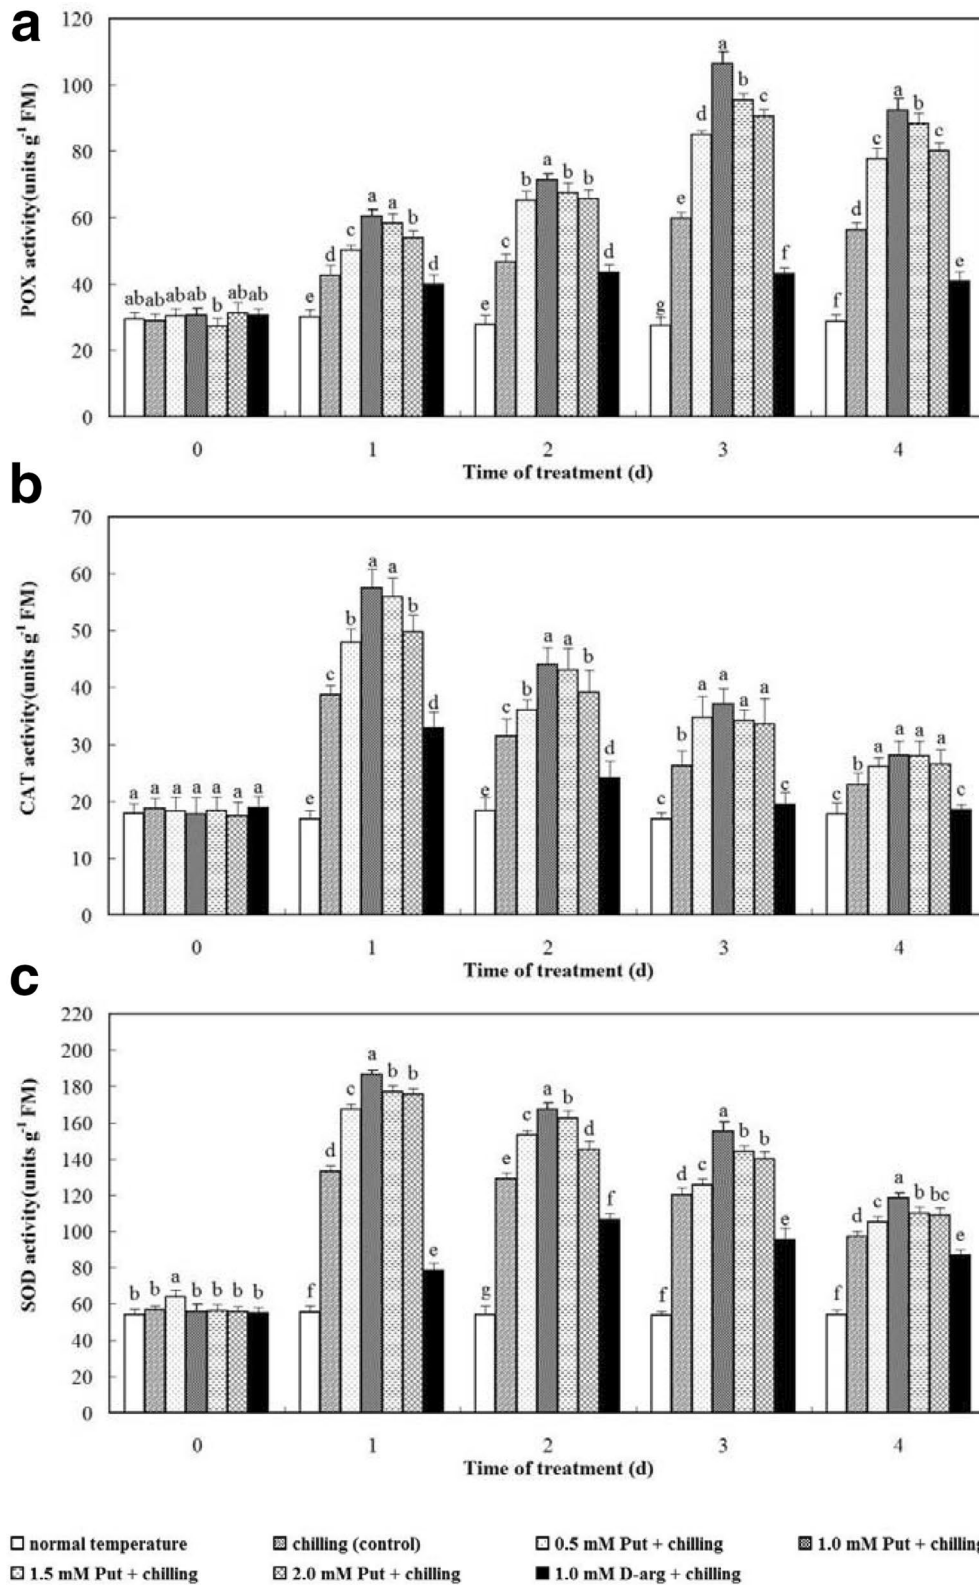 a
120
100
80
60
40
20
0
POX activity(units g⁻¹ FM)
ab ab ab ab b ab ab
e d c a a b d
e c b a b b d
g e d a b c f
f d c a b c e
0 1 2 3 4
Time of treatment (d)
b
70
60
50
40
30
20
10
0
CAT activity(units g⁻¹ FM)
a a a a a a a
e c b a a b d
e c b a a b d
c b a a a a c
c b a a a a c
0 1 2 3 4
Time of treatment (d)
c
220
200
180
160
140
120
100
80
60
40
20
0
SOD activity(units g⁻¹ FM)
b b a b b b b
f d c a b b e
g e c a b d f
f d c a b b e
f d c a b bc e
0 1 2 3 4
Time of treatment (d)
normal temperature chilling (control) 0.5 mM Put + chilling 1.0 mM Put + chilling
1.5 mM Put + chilling 2.0 mM Put + chilling 1.0 mM D-arg + chilling